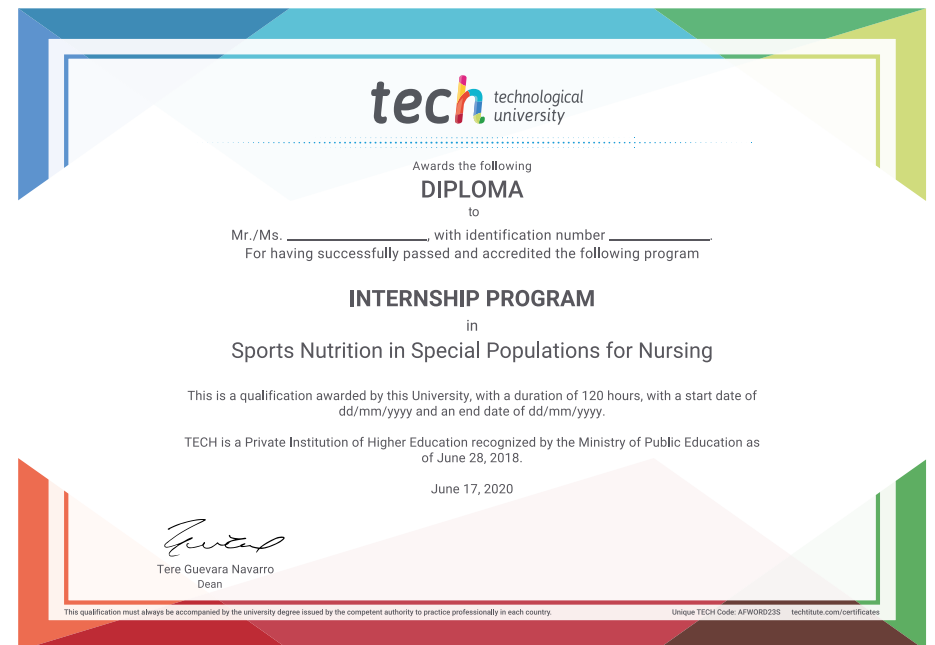 tech technological
university
Awards the following
DIPLOMA
to
Mr./Ms. ____________________, with identification number ______________.
For having successfully passed and accredited the following program
INTERNSHIP PROGRAM
in
Sports Nutrition in Special Populations for Nursing
This is a qualification awarded by this University, with a duration of 120 hours, with a start date of
dd/mm/yyyy and an end date of dd/mm/yyyy.
TECH is a Private Institution of Higher Education recognized by the Ministry of Public Education as
of June 28, 2018.
June 17, 2020
Tere Guevara Navarro
Dean
This qualification must always be accompanied by the university degree issued by the competent authority to practice professionally in each country. Unique TECH Code: AFWORD23S techtitute.com/certificates